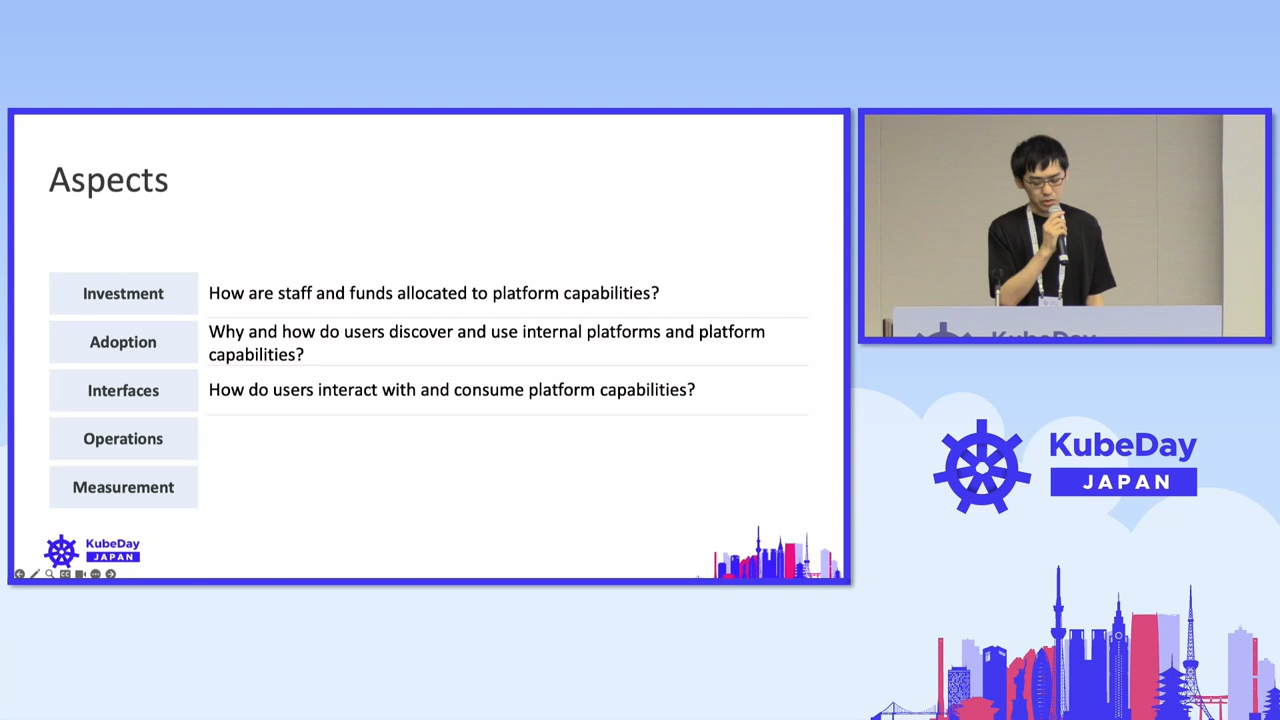 Aspects
Investment
How are staff and funds allocated to platform capabilities?
Adoption
Why and how do users discover and use internal platforms and platform
capabilities?
Interfaces
How do users interact with and consume platform capabilities?
Operations
Measurement
KubeDay
JAPAN
KubeDay
KubeDay
JAPAN